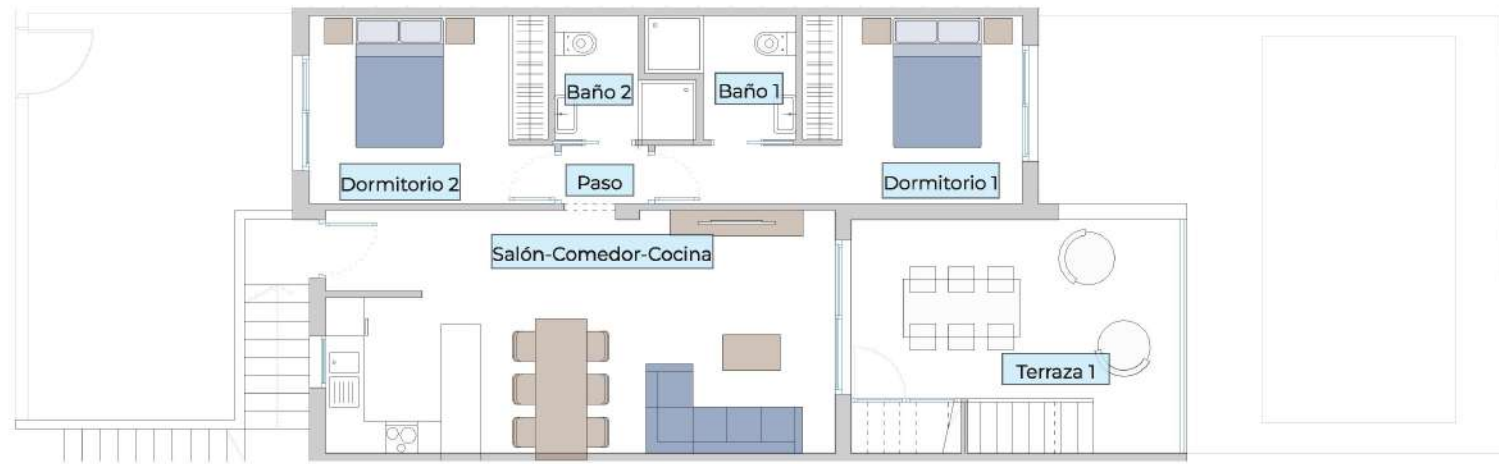 Baño 2
Baño 1
Dormitorio 2
Paso
Dormitorio 1
Salón-Comedor-Cocina
Terraza 1